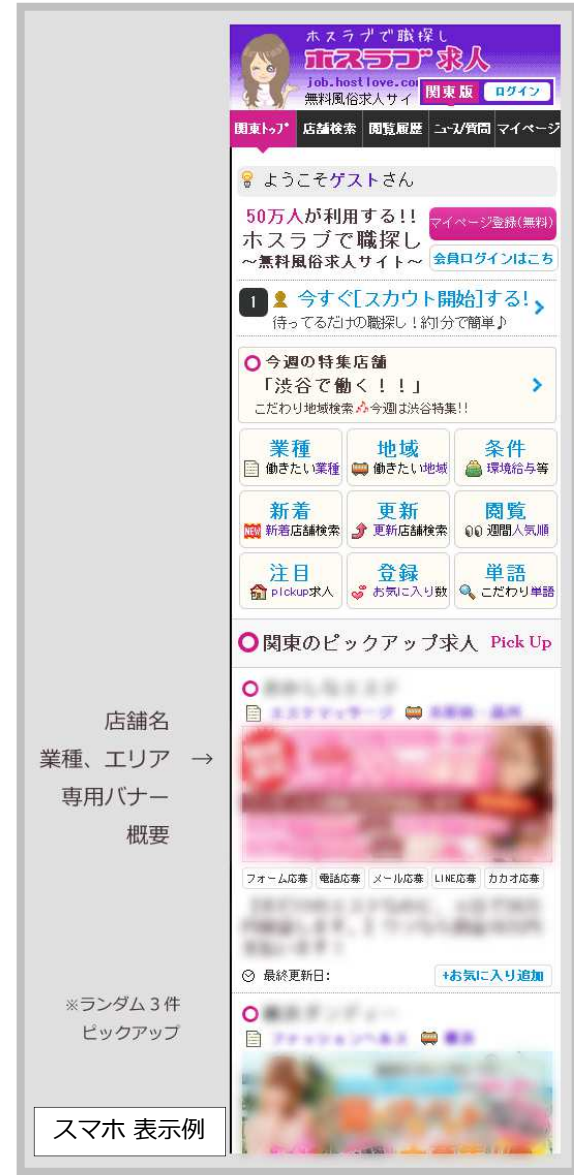 ホスラブで職探し
ホスラブ求人
job.hostlove.co
無料風俗求人サイ
関東版
ログイン
関東トップ 店舗検索 閲覧履歴 ニュース/質問 マイページ
ようこそゲストさん
50万人が利用する!!
ホスラブで職探し
～無料風俗求人サイト～
マイページ登録(無料)
会員ログインはこち
1 今すぐ[スカウト開始]する!
待ってるだけの職探し！約1分で簡単♪
今週の特集店舗
「渋谷で働く！！」
こだわり地域検索 今週は渋谷特集!!
業種 地域 条件
働きたい業種 働きたい地域 環境給与等
新着 更新 閲覧
NEW 新着店舗検索 更新店舗検索 週間人気順
注目 登録 単語
pickup求人 お気に入り数 こだわり単語
関東のピックアップ求人 Pick Up
店舗名
業種、エリア →
専用バナー
概要
フォーム応募 電話応募 メール応募 LINE応募 カカオ応募
最終更新日:
+お気に入り追加
※ランダム３件
ピックアップ
スマホ 表示例